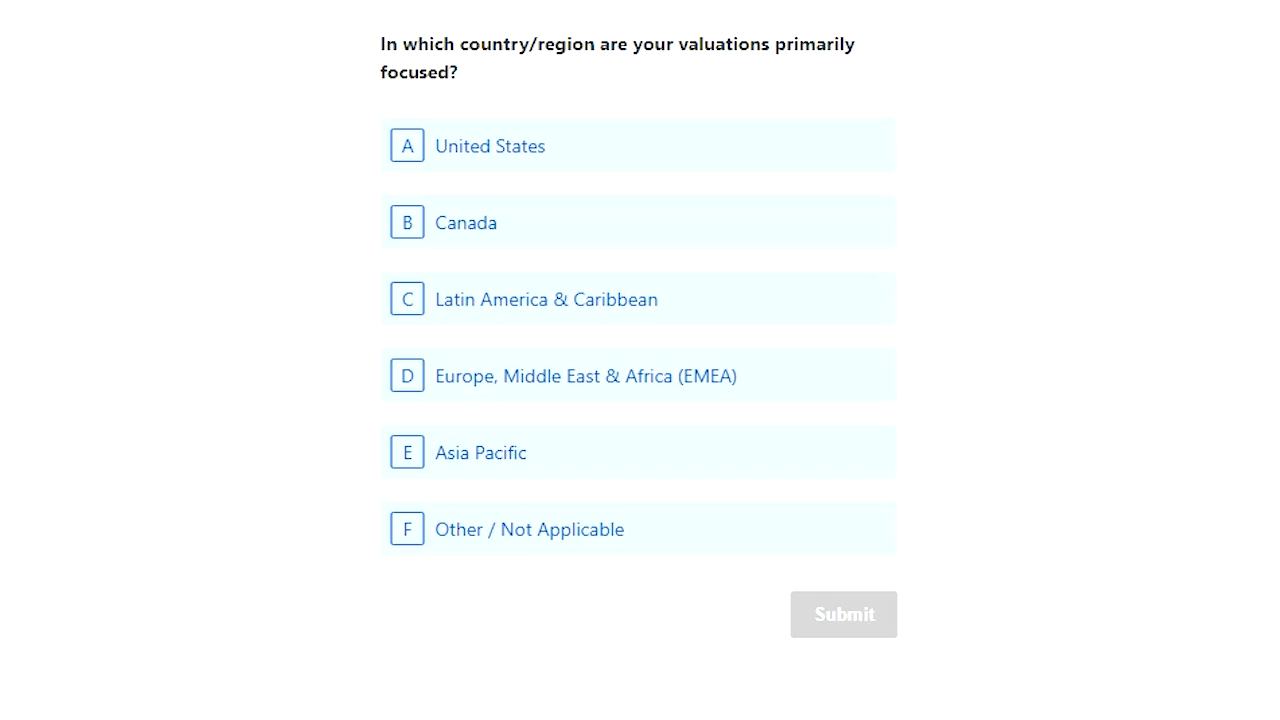 In which country/region are your valuations primarily
focused?
A United States
B Canada
C Latin America & Caribbean
D Europe, Middle East & Africa (EMEA)
E Asia Pacific
F Other / Not Applicable
Submit